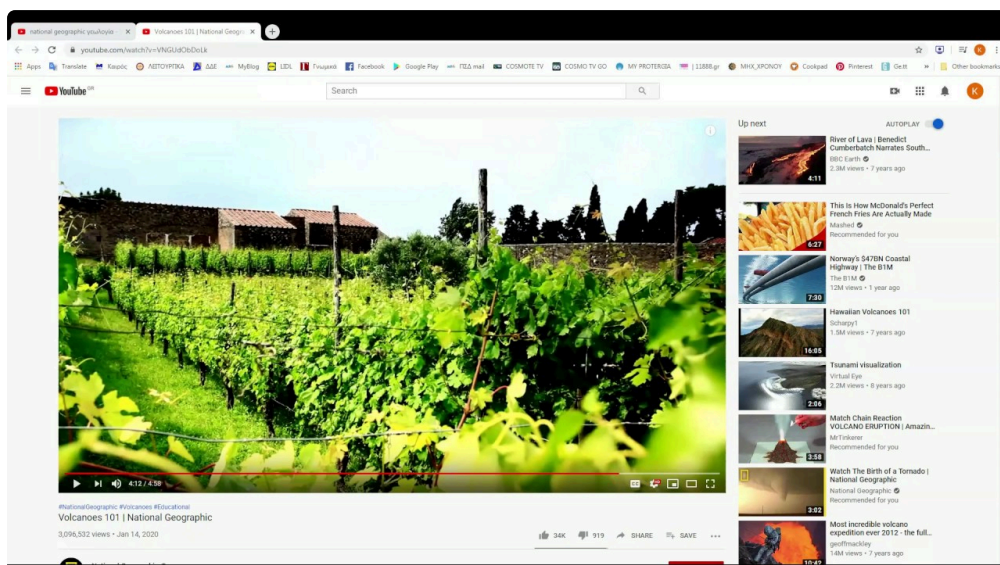 national geographic γεωλογία
Volcanoes 101 | National Geogr
youtube.com/watch?v=VNGUdObDoLk
Apps Translate Καιρός ΛΕΙΤΟΥΡΓΙΚΑ ΔΔΕ MyBlog LIDL Γνωμικό Facebook Google Play ΠΣΔ mail COSMOTE TV COSMO TV GO MY PROTERGIA 11888.gr ΜΗΧ_ΧΡΟΝΟΥ Cookpad Pinterest Ge.tt » Other bookmarks
YouTube GR
Search
K
Up next
AUTOPLAY
River of Lava | Benedict
Cumberbatch Narrates South...
BBC Earth
2.3M views • 7 years ago
4:11
This Is How McDonald's Perfect
French Fries Are Actually Made
Mashed
Recommended for you
6:27
Norway's $47BN Coastal
Highway | The B1M
The B1M
12M views • 1 year ago
7:30
Hawaiian Volcanoes 101
Scharpy1
1.5M views • 7 years ago
16:05
Tsunami visualization
Virtual Eye
2.2M views • 8 years ago
2:06
Match Chain Reaction
VOLCANO ERUPTION | Amazin...
MrTinkerer
Recommended for you
3:58
Watch The Birth of a Tornado |
National Geographic
National Geographic
Recommended for you
3:02
Most incredible volcano
expedition ever 2012 - the full...
geoffmackley
14M views • 7 years ago
10:42
4:12 / 4:58
#NationalGeographic #Volcanoes #Educational
Volcanoes 101 | National Geographic
3,096,532 views • Jan 14, 2020
34K 919 SHARE SAVE